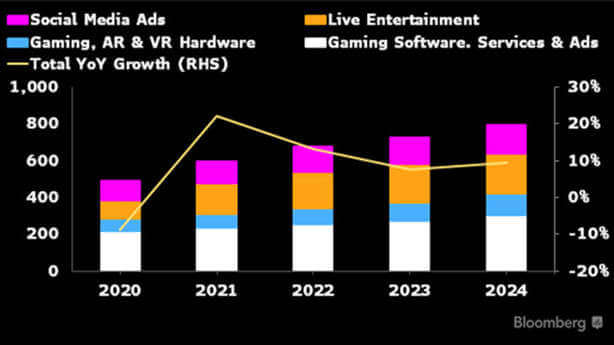 Social Media Ads Live Entertainment
Gaming, AR & VR Hardware Gaming Software. Services & Ads
Total YoY Growth (RHS)
1,000 30%
800 20%
600 10%
400 0%
200 -10%
0 -20%
2020 2021 2022 2023 2024
Bloomberg